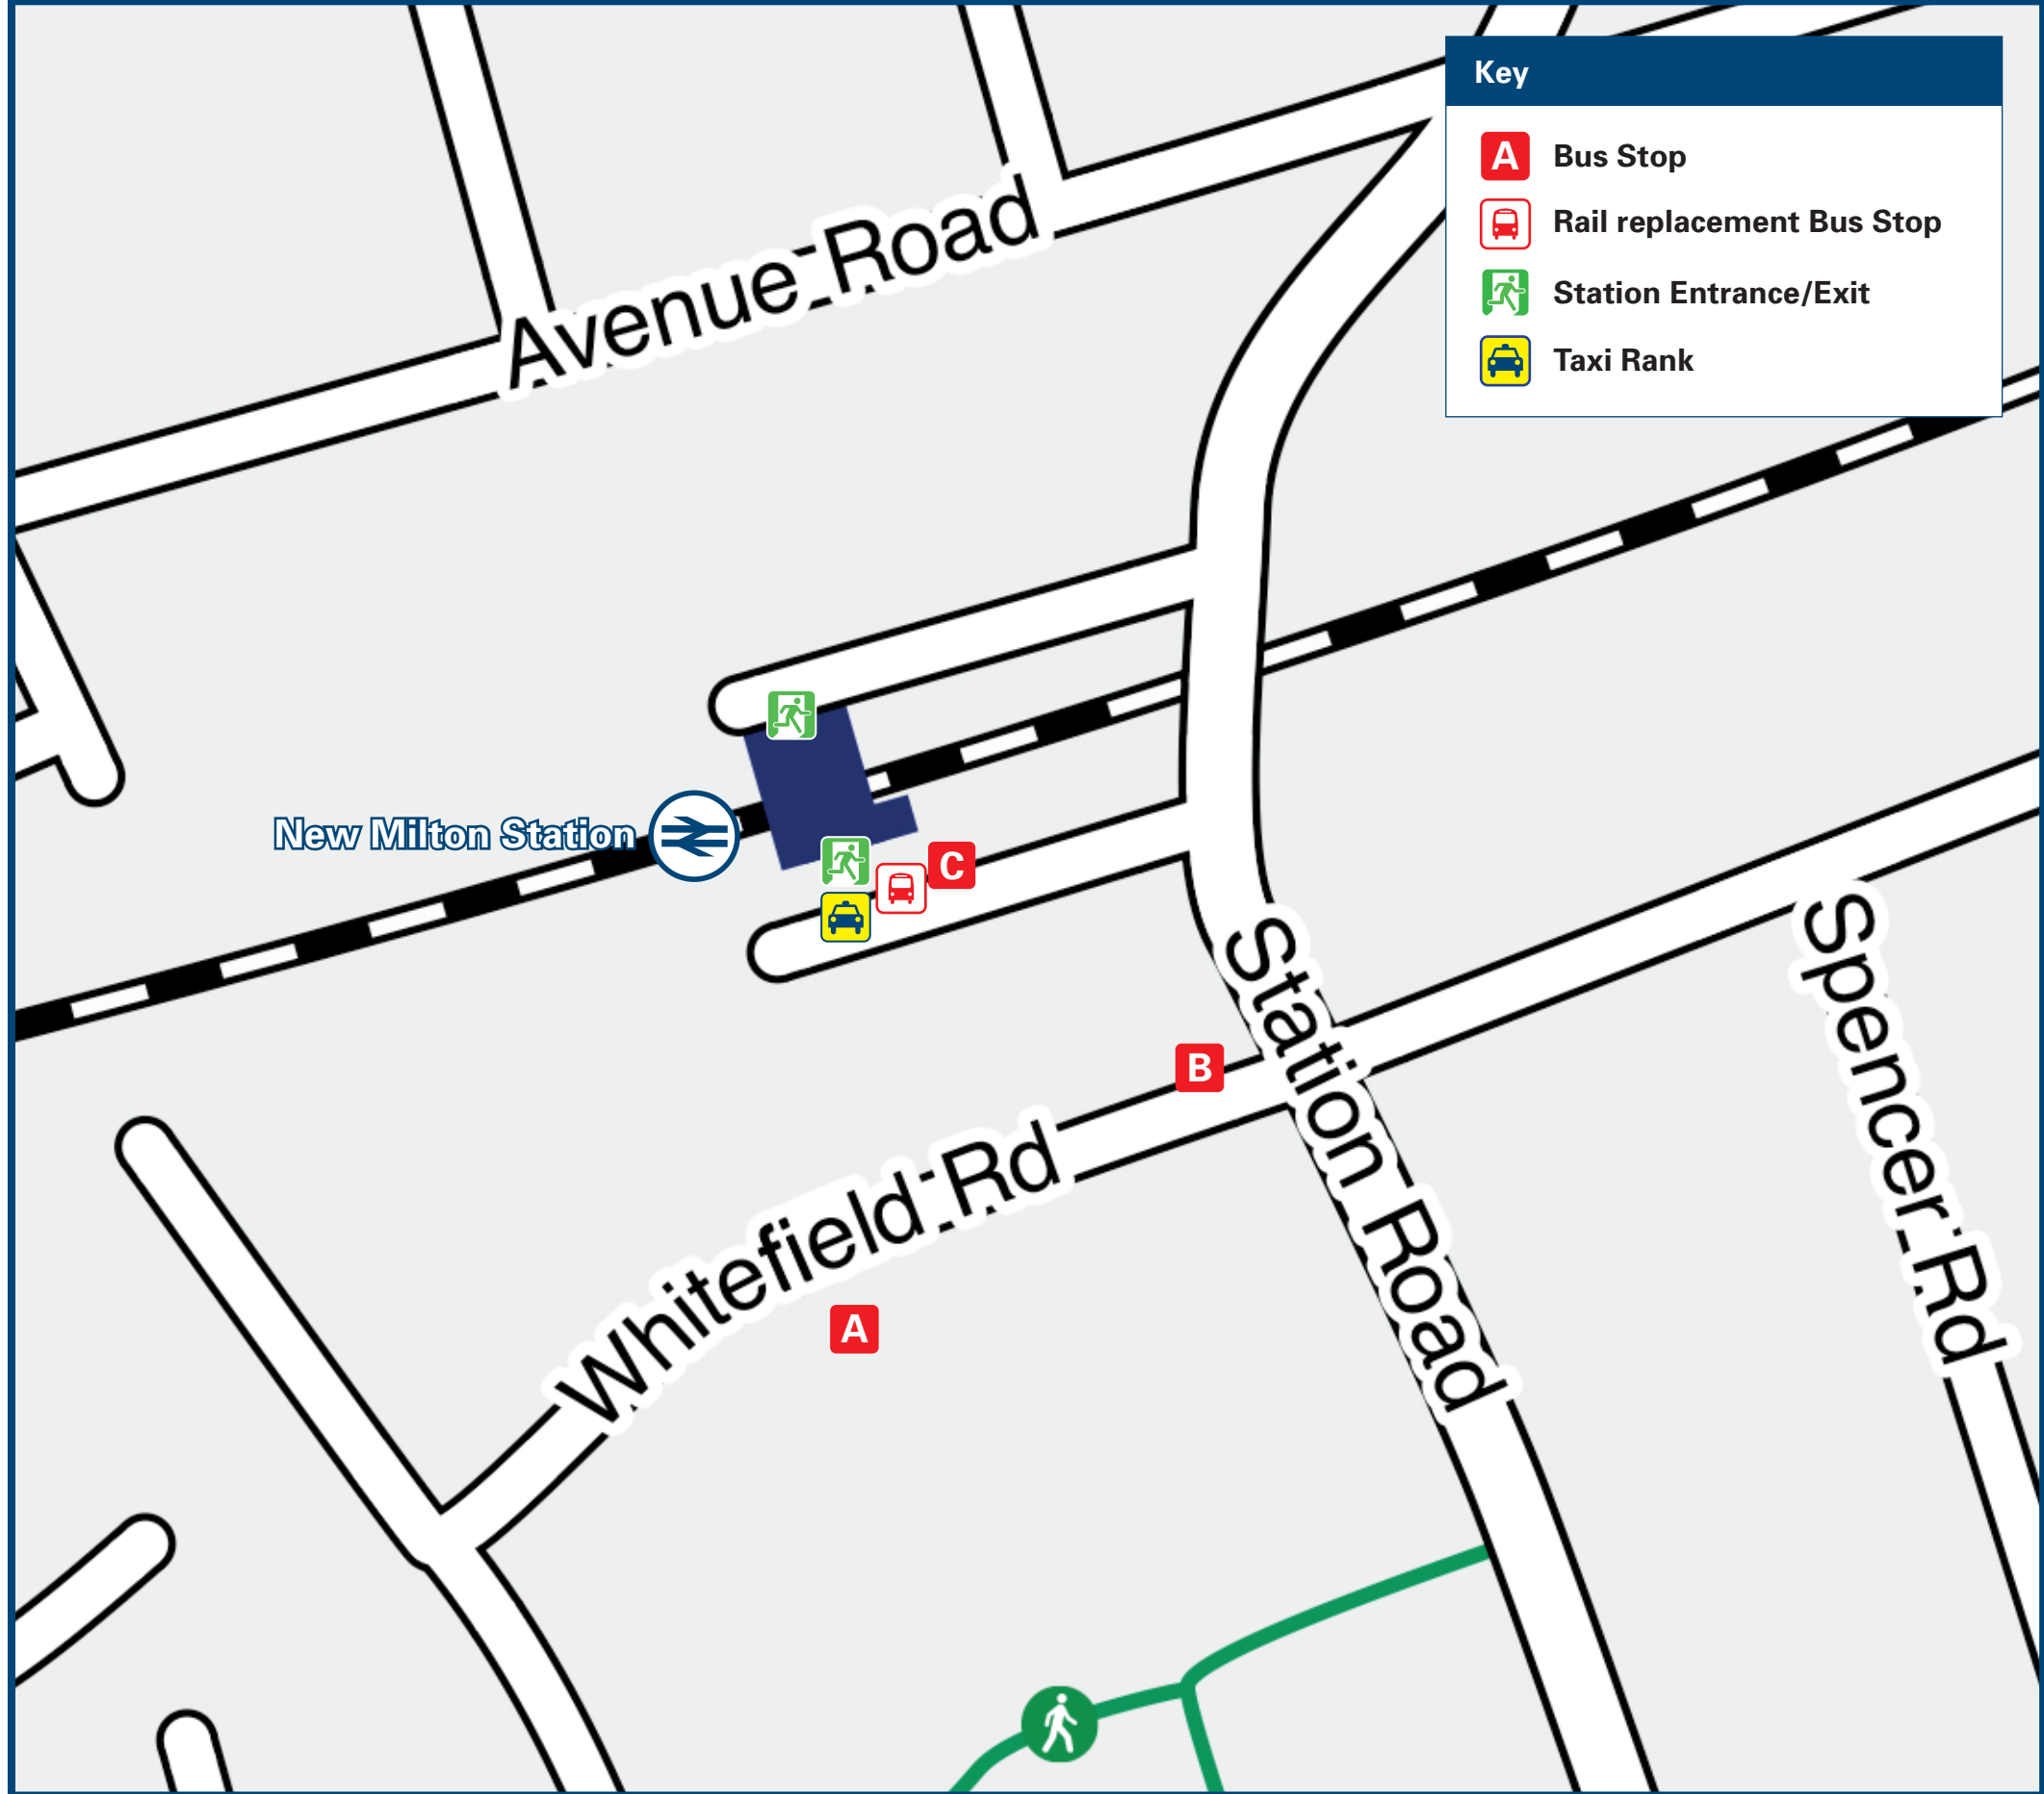 Key
A Bus Stop
Rail replacement Bus Stop
Station Entrance/Exit
Taxi Rank
Avenue Road
New Milton Station
C
B
Station Road
Spencer Rd
Whitefield Rd
A